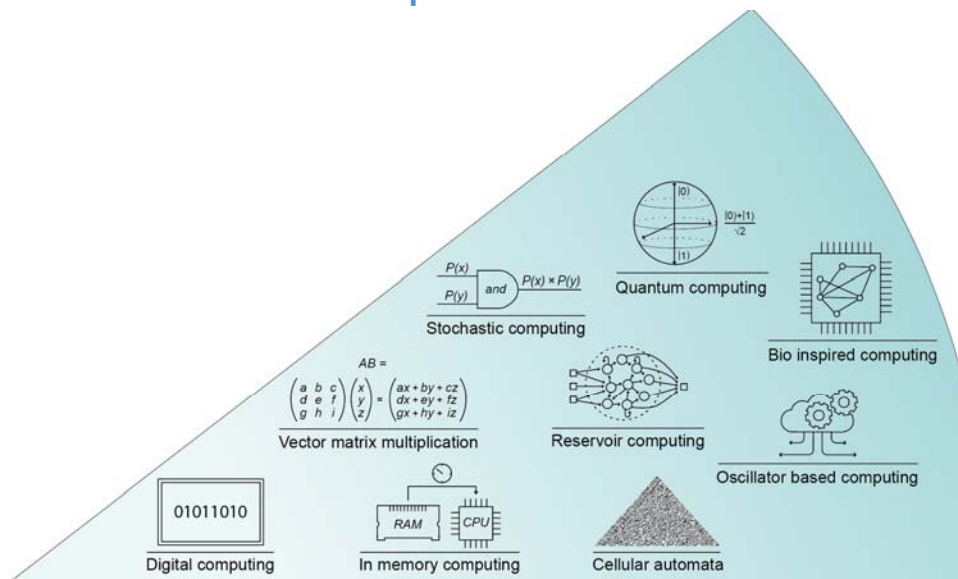 |0⟩
|0⟩+|1⟩
√2
|1⟩
Quantum computing
P(x)
and
P(x) × P(y)
P(y)
Stochastic computing
Bio inspired computing
AB =
a b c x ax + by + cz
d e f y = dx + ey + fz
g h i z gx + hy + iz
Vector matrix multiplication
Reservoir computing
Oscillator based computing
01011010
Digital computing
RAM
CPU
In memory computing
Cellular automata